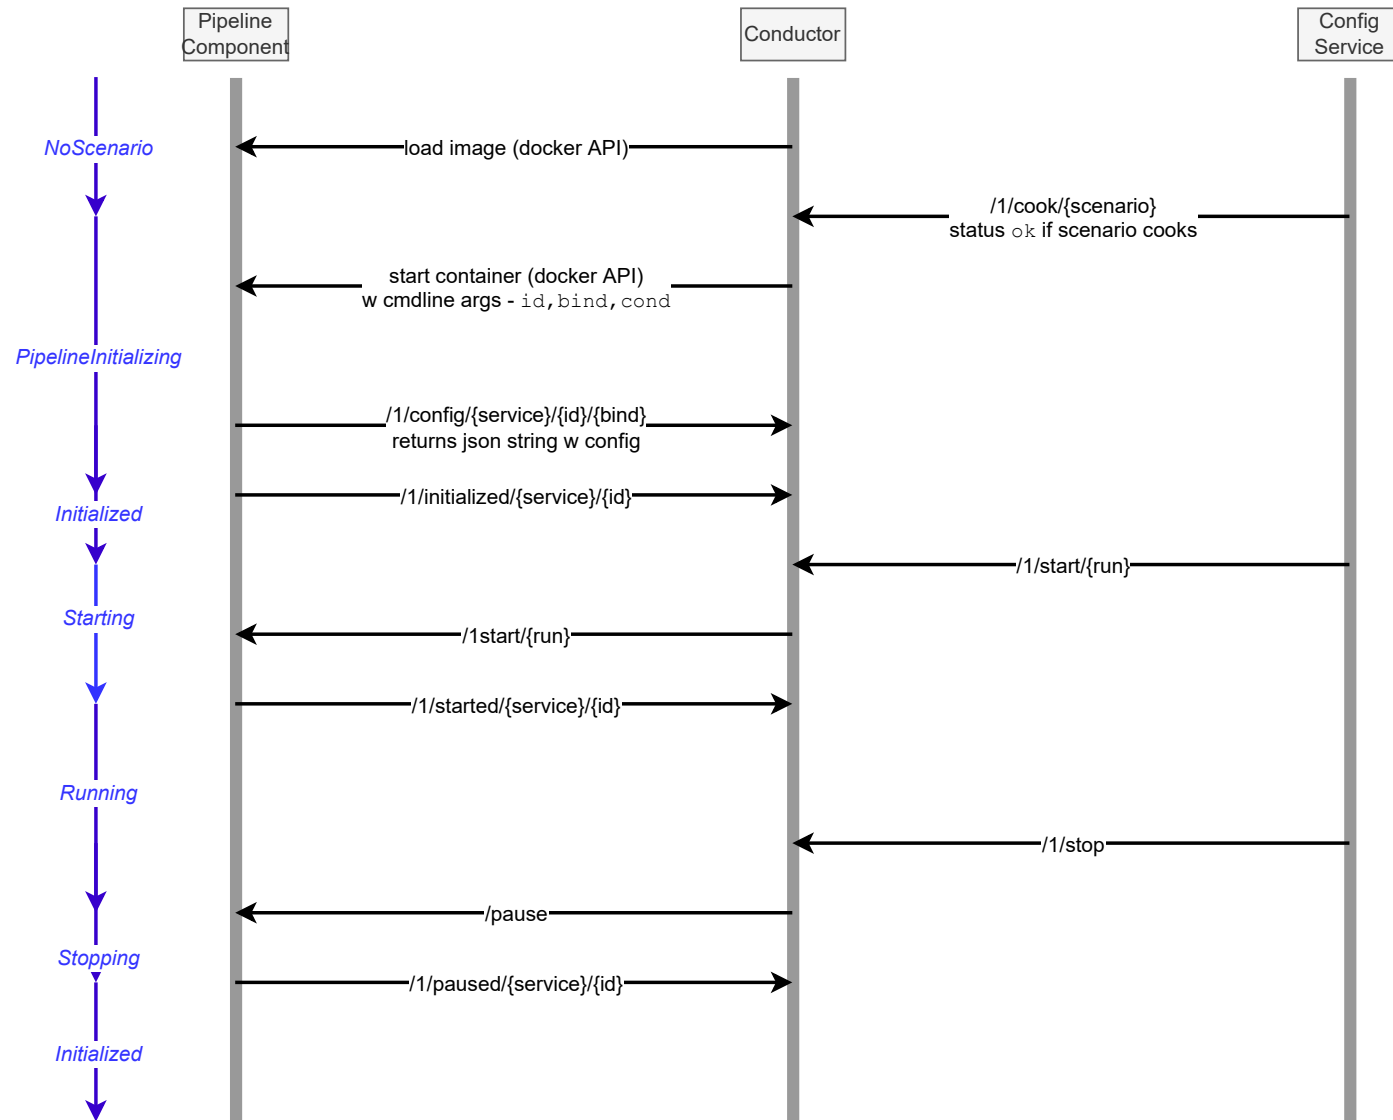 Pipeline
Component
Conductor
Config
Service
NoScenario
load image (docker API)
/1/cook/{scenario}
status ok if scenario cooks
start container (docker API)
w cmdline args - id,bind,cond
PipelineInitializing
/1/config/{service}/{id}/{bind}
returns json string w config
/1/initialized/{service}/{id}
Initialized
/1/start/{run}
Starting
/1start/{run}
/1/started/{service}/{id}
Running
/1/stop
/pause
Stopping
/1/paused/{service}/{id}
Initialized